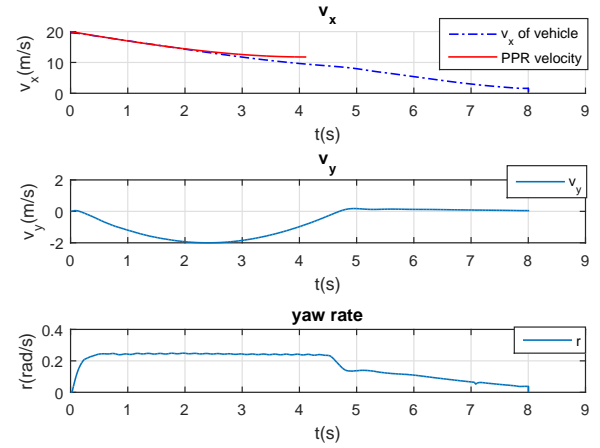 v_x
v_x of vehicle
PPR velocity
v_x(m/s)
20
10
0
0 1 2 3 4 5 6 7 8 9
t(s)
v_y
v_y
v_y(m/s)
2
0
-2
0 1 2 3 4 5 6 7 8 9
t(s)
yaw rate
r
r(rad/s)
0.4
0.2
0
0 1 2 3 4 5 6 7 8 9
t(s)